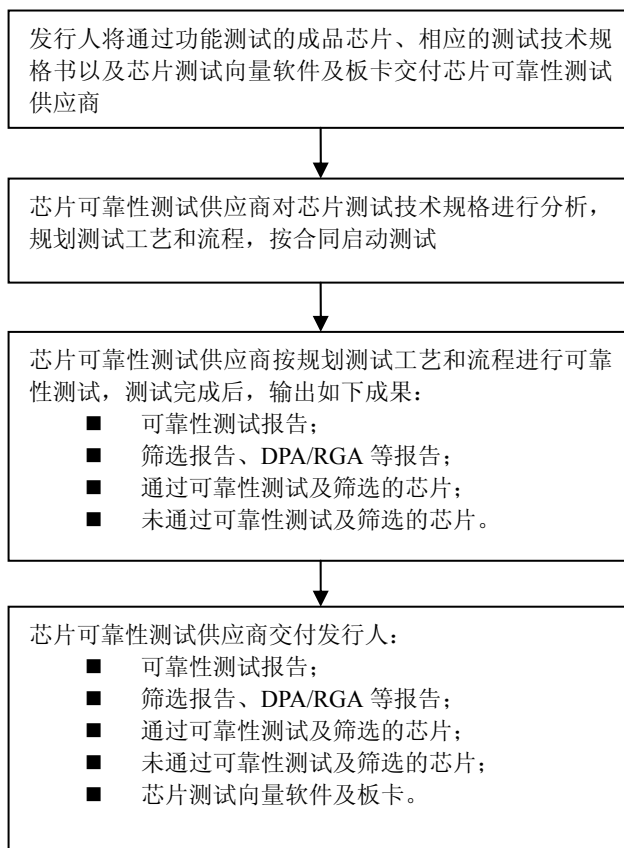 发行人将通过功能测试的成品芯片、相应的测试技术规
格书以及芯片测试向量软件及板卡交付芯片可靠性测试
供应商
芯片可靠性测试供应商对芯片测试技术规格进行分析，
规划测试工艺和流程，按合同启动测试
芯片可靠性测试供应商按规划测试工艺和流程进行可靠
性测试，测试完成后，输出如下成果：
■ 可靠性测试报告；
■ 筛选报告、DPA/RGA 等报告；
■ 通过可靠性测试及筛选的芯片；
■ 未通过可靠性测试及筛选的芯片。
芯片可靠性测试供应商交付发行人：
■ 可靠性测试报告；
■ 筛选报告、DPA/RGA 等报告；
■ 通过可靠性测试及筛选的芯片；
■ 未通过可靠性测试及筛选的芯片；
■ 芯片测试向量软件及板卡。